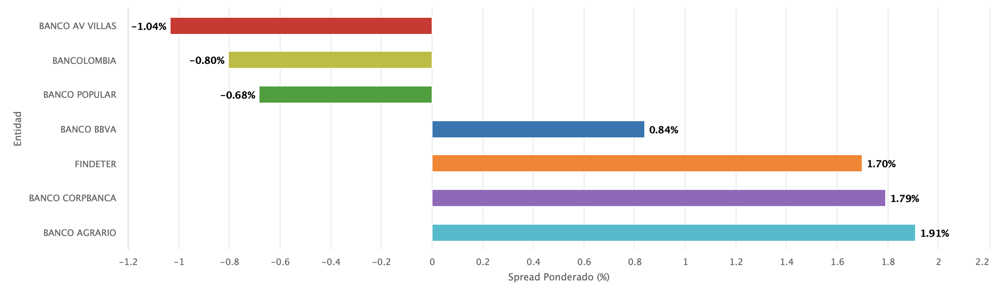 BANCO AV VILLAS −1.04%
BANCOLOMBIA −0.80%
BANCO POPULAR −0.68%
BANCO BBVA 0.84%
FINDETER 1.70%
BANCO CORPBANCA 1.79%
BANCO AGRARIO 1.91%
Entidad
−1.2 −1 −0.8 −0.6 −0.4 −0.2 0 0.2 0.4 0.6 0.8 1 1.2 1.4 1.6 1.8 2 2.2
Spread Ponderado (%)